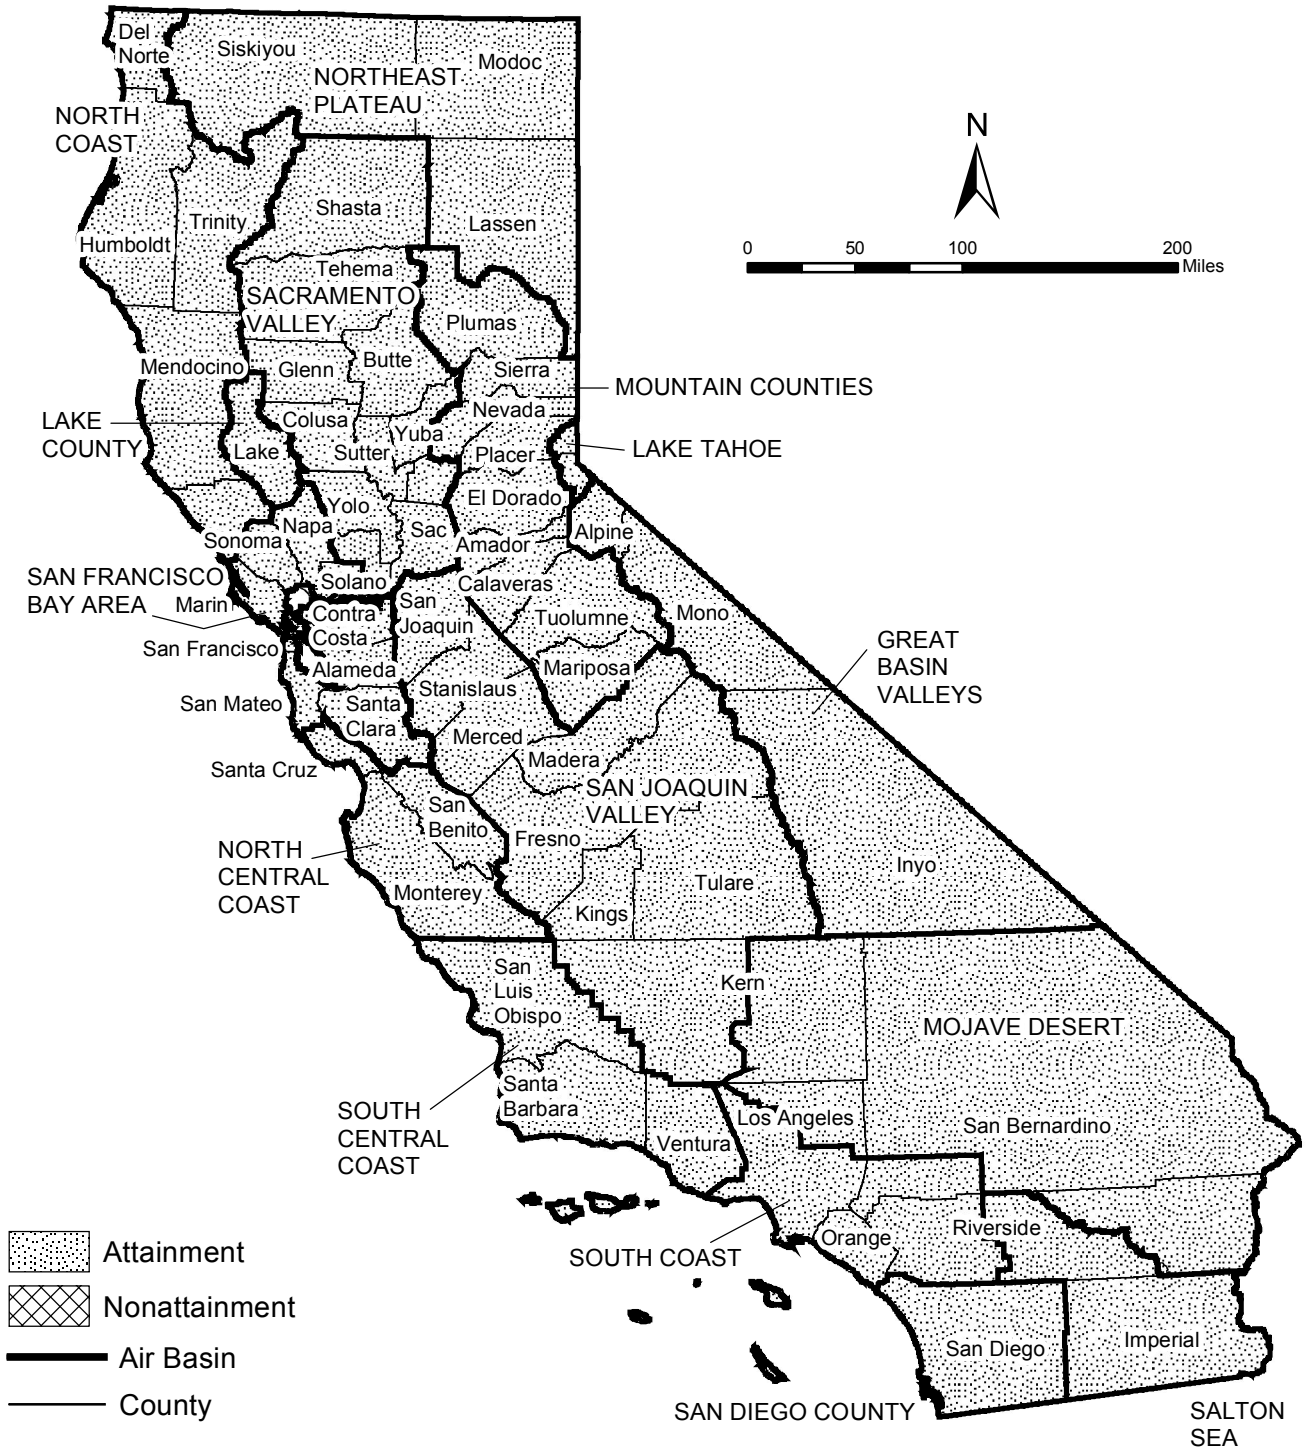 Del
Norte
Siskiyou
Modoc
NORTHEAST
PLATEAU
NORTH
COAST
N
Shasta
Trinity
Lassen
Humboldt
0 50 100 200
Miles
Tehema
SACRAMENTO
VALLEY
Plumas
Mendocino
Glenn
Butte
Sierra
MOUNTAIN COUNTIES
Nevada
LAKE
COUNTY
Colusa
Yuba
Lake
Sutter
Placer
LAKE TAHOE
El Dorado
Yolo
Napa
Sac
Alpine
Sonoma
Amador
SAN FRANCISCO
BAY AREA
Solano
Calaveras
Marin
San
Joaquin
Contra
Costa
Tuolumne
Mono
San Francisco
GREAT
BASIN
VALLEYS
Alameda
Mariposa
Stanislaus
San Mateo
Santa
Clara
Merced
Madera
Santa Cruz
SAN JOAQUIN
VALLEY
San
Benito
Fresno
NORTH
CENTRAL
COAST
Inyo
Tulare
Monterey
Kings
San
Luis
Obispo
Kern
MOJAVE DESERT
Santa
Barbara
SOUTH
CENTRAL
COAST
Los Angeles
San Bernardino
Ventura
Riverside
Orange
SOUTH COAST
Attainment
Nonattainment
Air Basin
County
San Diego
Imperial
SAN DIEGO COUNTY
SALTON
SEA